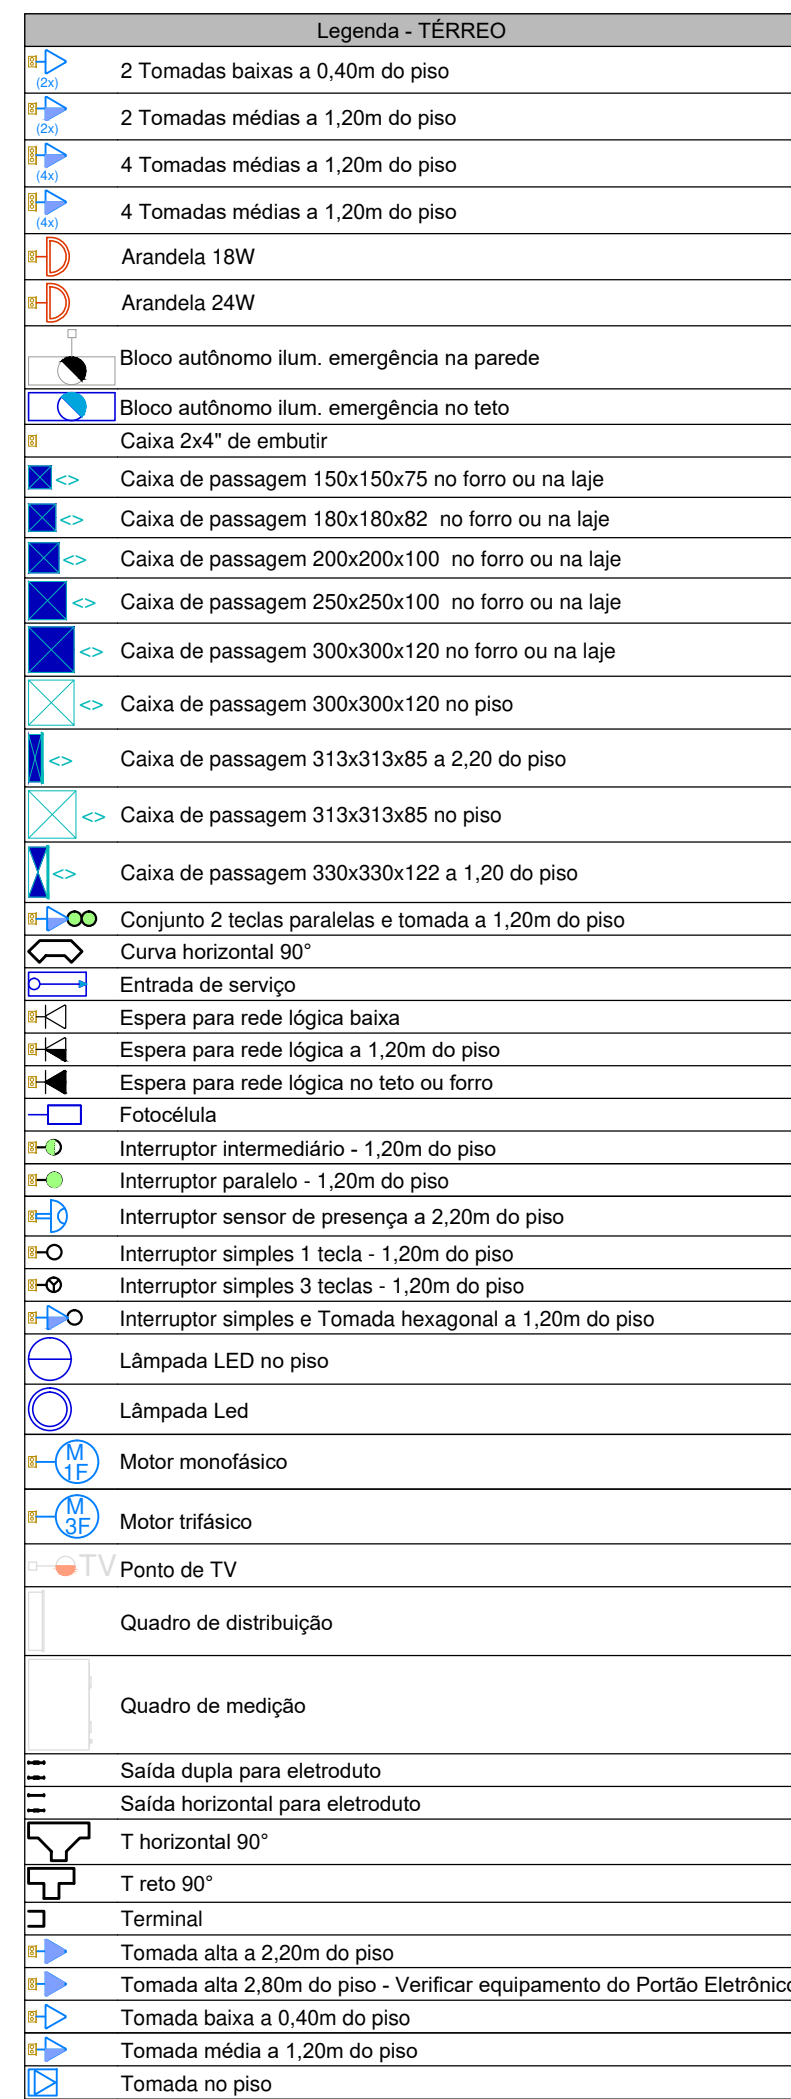 Legenda - TÉRREO
(2x) 2 Tomadas baixas a 0,40m do piso
(2x) 2 Tomadas médias a 1,20m do piso
(4x) 4 Tomadas médias a 1,20m do piso
(4x) 4 Tomadas médias a 1,20m do piso
Arandela 18W
Arandela 24W
Bloco autônomo ilum. emergência na parede
Bloco autônomo ilum. emergência no teto
Caixa 2x4" de embutir
<> Caixa de passagem 150x150x75 no forro ou na laje
<> Caixa de passagem 180x180x82 no forro ou na laje
<> Caixa de passagem 200x200x100 no forro ou na laje
<> Caixa de passagem 250x250x100 no forro ou na laje
<> Caixa de passagem 300x300x120 no forro ou na laje
<> Caixa de passagem 300x300x120 no piso
<> Caixa de passagem 313x313x85 a 2,20 do piso
<> Caixa de passagem 313x313x85 no piso
<> Caixa de passagem 330x330x122 a 1,20 do piso
Conjunto 2 teclas paralelas e tomada a 1,20m do piso
Curva horizontal 90°
Entrada de serviço
Espera para rede lógica baixa
Espera para rede lógica a 1,20m do piso
Espera para rede lógica no teto ou forro
Fotocélula
Interruptor intermediário - 1,20m do piso
Interruptor paralelo - 1,20m do piso
Interruptor sensor de presença a 2,20m do piso
Interruptor simples 1 tecla - 1,20m do piso
Interruptor simples 3 teclas - 1,20m do piso
Interruptor simples e Tomada hexagonal a 1,20m do piso
Lâmpada LED no piso
Lâmpada Led
M 1F Motor monofásico
M 3F Motor trifásico
TV Ponto de TV
Quadro de distribuição
Quadro de medição
Saída dupla para eletroduto
Saída horizontal para eletroduto
T horizontal 90°
T reto 90°
Terminal
Tomada alta a 2,20m do piso
Tomada alta 2,80m do piso - Verificar equipamento do Portão Eletrônico
Tomada baixa a 0,40m do piso
Tomada média a 1,20m do piso
Tomada no piso